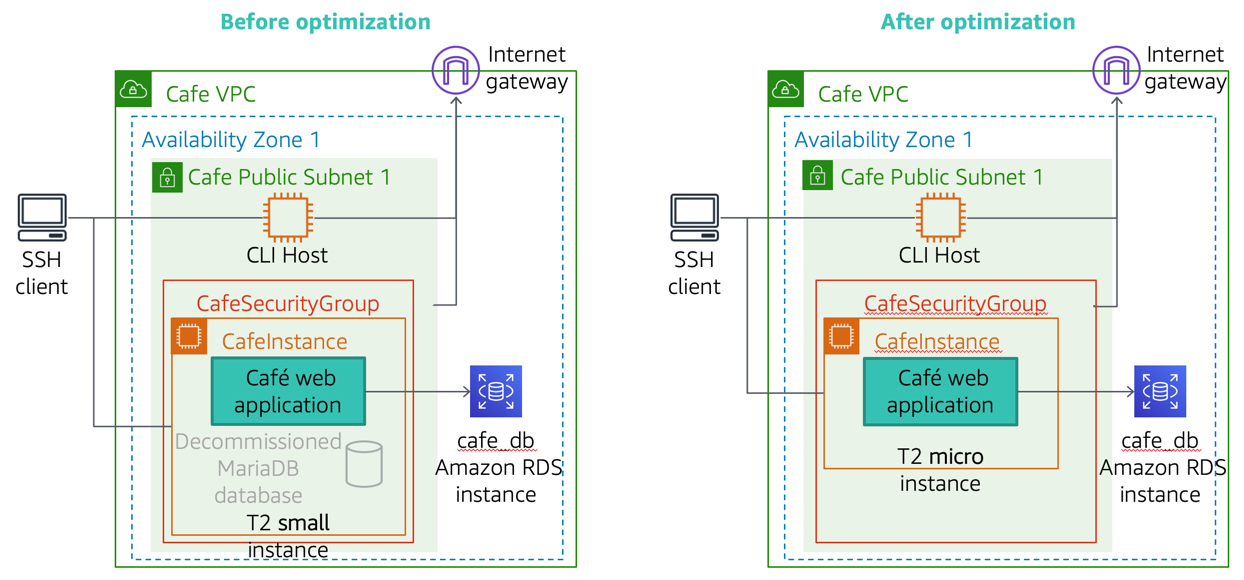 Before optimization
Internet
gateway
Cafe VPC
Availability Zone 1
Cafe Public Subnet 1
SSH
client
CLI Host
CafeSecurityGroup
CafeInstance
Café web
application
Decommissioned
MariaDB
database
T2 small
instance
cafe_db
Amazon RDS
instance
After optimization
Internet
gateway
Cafe VPC
Availability Zone 1
Cafe Public Subnet 1
SSH
client
CLI Host
CafeSecurityGroup
CafeInstance
Café web
application
T2 micro
instance
cafe_db
Amazon RDS
instance